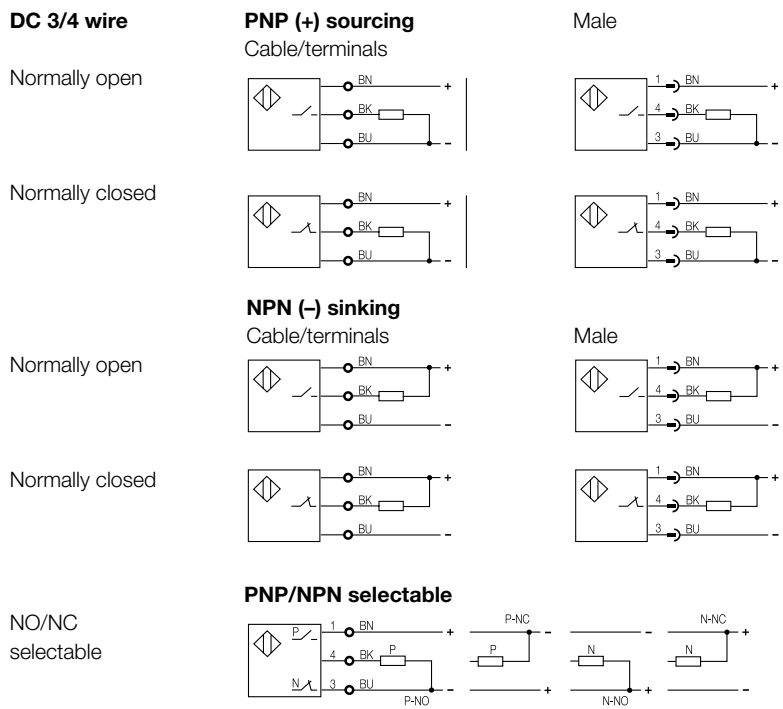 DC 3/4 wire
PNP (+) sourcing
Male
Cable/terminals
Normally open
BN
+
BK
BU
–
1
BN
+
4
BK
3
BU
–
Normally closed
BN
+
BK
BU
–
1
BN
+
4
BK
3
BU
–
NPN (–) sinking
Cable/terminals
Male
Normally open
BN
+
BK
BU
–
1
BN
+
4
BK
3
BU
–
Normally closed
BN
+
BK
BU
–
1
BN
+
4
BK
3
BU
–
PNP/NPN selectable
NO/NC
selectable
P
1
BN
+
4
BK
P
N
3
BU
–
P-NO
P-NC
–
P
+
–
N
+
N-NO
N-NC
+
N
–